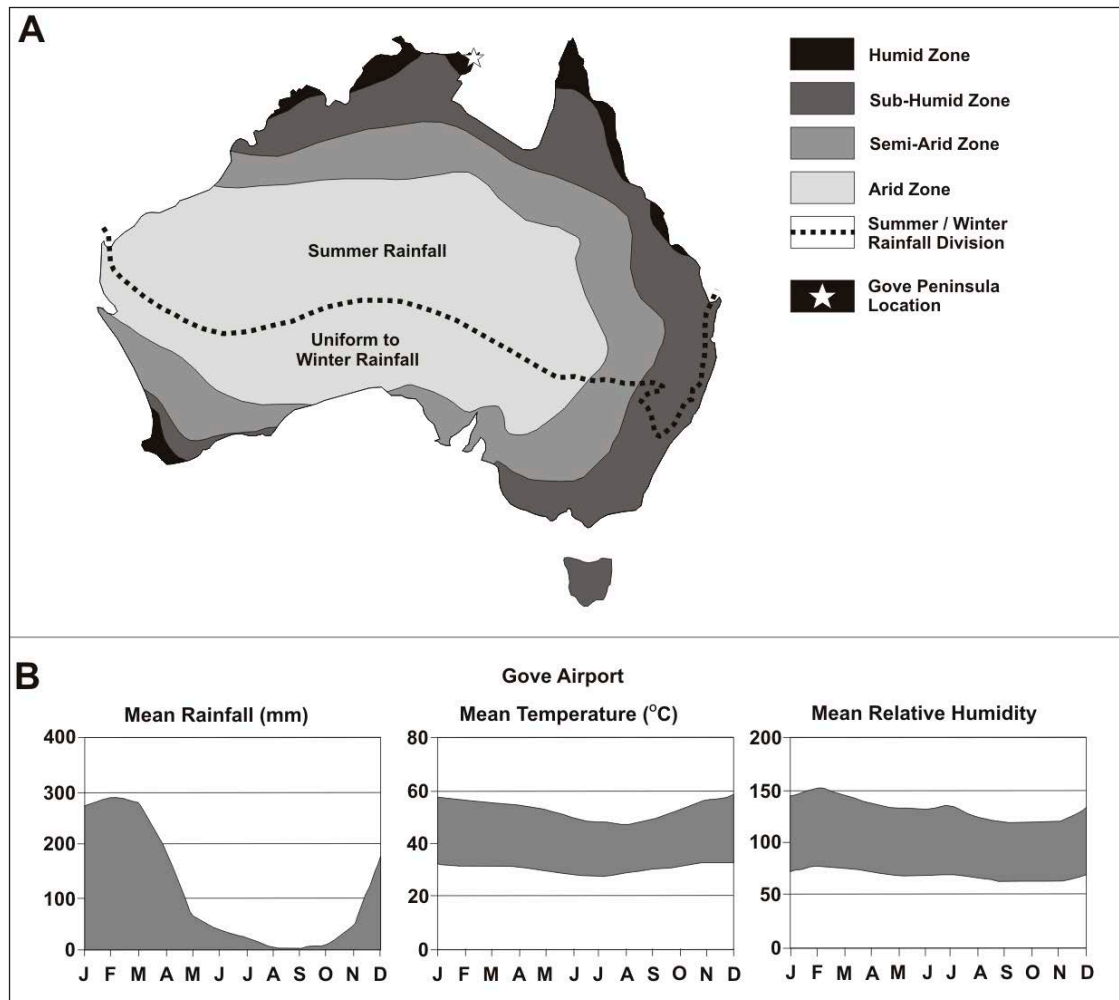 A
Humid Zone
Sub-Humid Zone
Semi-Arid Zone
Arid Zone
Summer / Winter
Rainfall Division
Gove Peninsula
Location
Summer Rainfall
Uniform to
Winter Rainfall
B
Gove Airport
Mean Rainfall (mm)
400
300
200
100
0
J F M A M J J A S O N D
Mean Temperature (°C)
80
60
40
20
0
J F M A M J J A S O N D
Mean Relative Humidity
200
150
100
50
0
J F M A M J J A S O N D